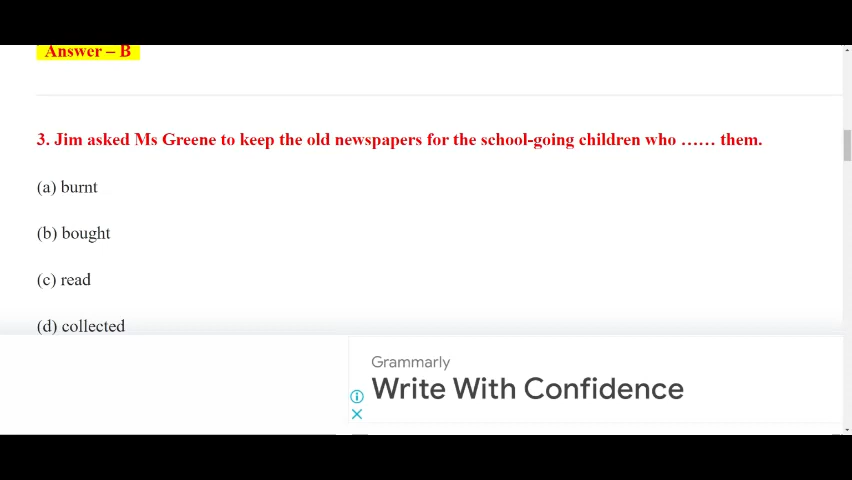 Answer – B
3. Jim asked Ms Greene to keep the old newspapers for the school-going children who …… them.
(a) burnt
(b) bought
(c) read
(d) collected
Grammarly
Write With Confidence